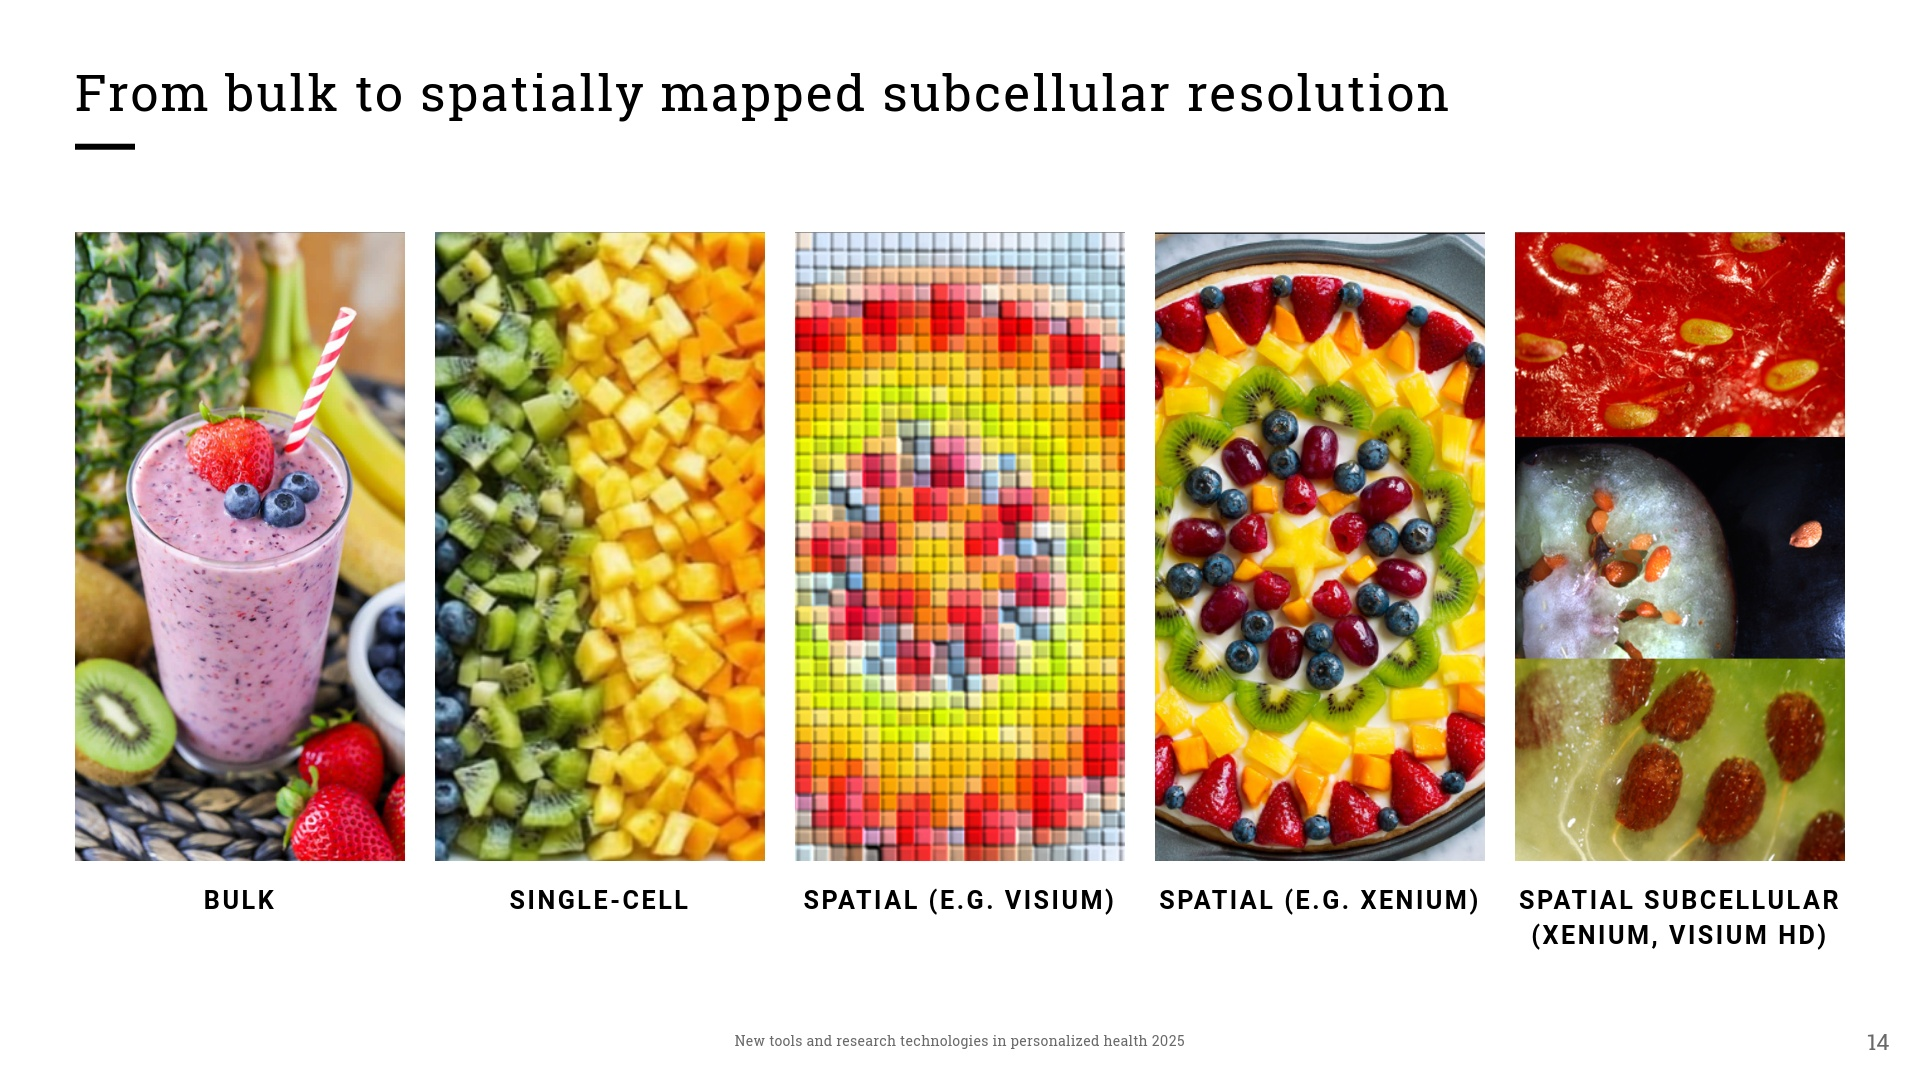 From bulk to spatially mapped subcellular resolution
BULK
SINGLE-CELL
SPATIAL (E.G. VISIUM)
SPATIAL (E.G. XENIUM)
SPATIAL SUBCELLULAR
(XENIUM, VISIUM HD)
New tools and research technologies in personalized health 2025
14